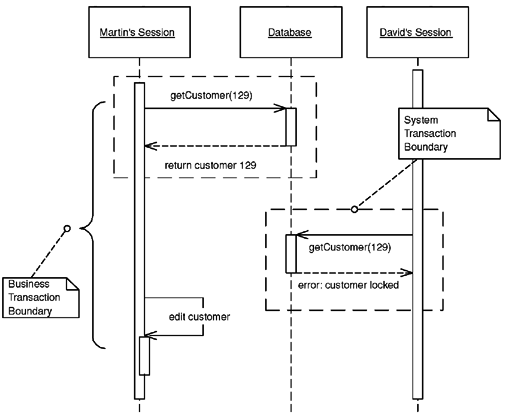 Martin's Session
Database
David's Session
getCustomer(129)
return customer 129
System
Transaction
Boundary
getCustomer(129)
error: customer locked
Business
Transaction
Boundary
edit customer